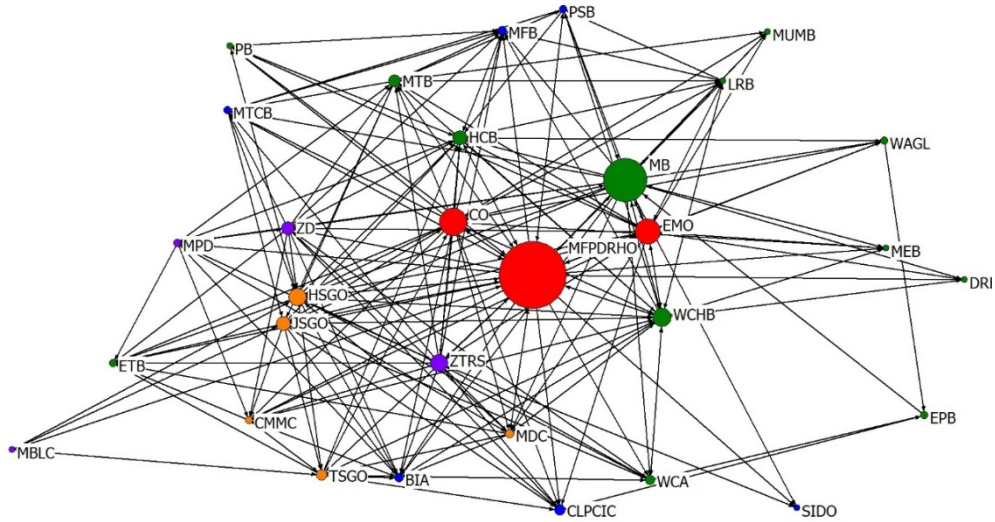 PSB
MFB
MUMB
PB
MTB
LRB
MTCB
HCB
WAGL
MB
CO
EMO
ZD
MPD
MFPDRHO
MEB
DRI
HSGO
WCHB
JSGO
ETB
ZTRS
EPB
CMMC
MDC
MBLC
TSGO
BIA
WCA
CLPCIC
SIDO